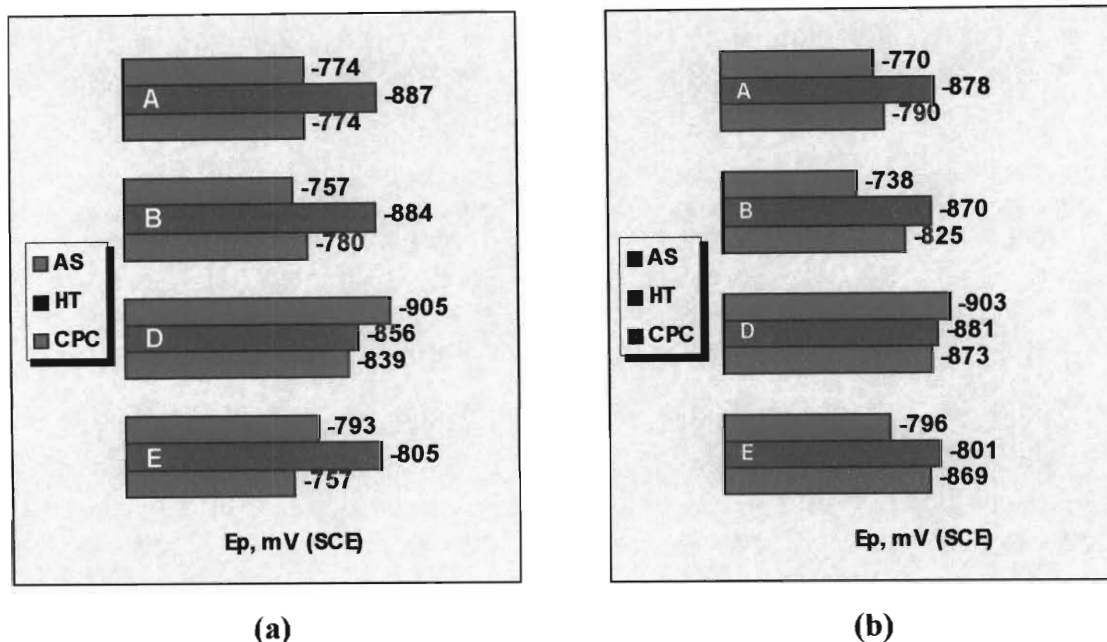 -774
A
-887
-774
-757
B
-884
-780
AS
HT
CPC
-905
D
-856
-839
-793
E
-805
-757
Ep, mV (SCE)
(a)
-770
A
-878
-790
-738
B
-870
-825
AS
HT
CPC
-903
D
-881
-873
-796
E
-801
-869
Ep, mV (SCE)
(b)